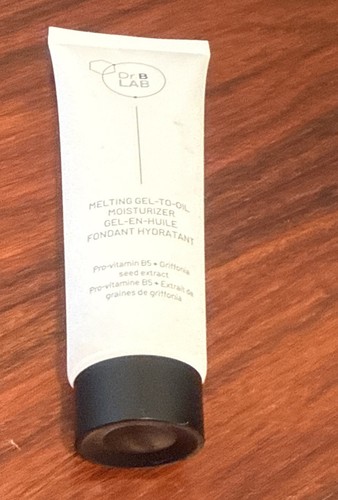 Dr.B
LAB
MELTING GEL-TO-OIL
MOISTURIZER
GEL-EN-HUILE
FONDANT HYDRATANT
Pro-vitamin B5 • Griffonia
seed extract
Pro-vitamine B5 • Extrait de
graines de griffonia